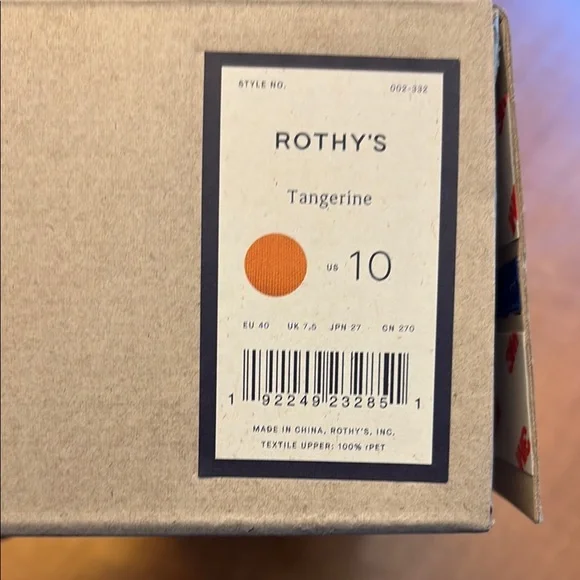 STYLE NO. 002-332
ROTHY'S
Tangerine
US 10
EU 40 UK 7.5 JPN 27 CN 270
1 92249 23285 1
MADE IN CHINA, ROTHY'S, INC.
TEXTILE UPPER: 100% rPET